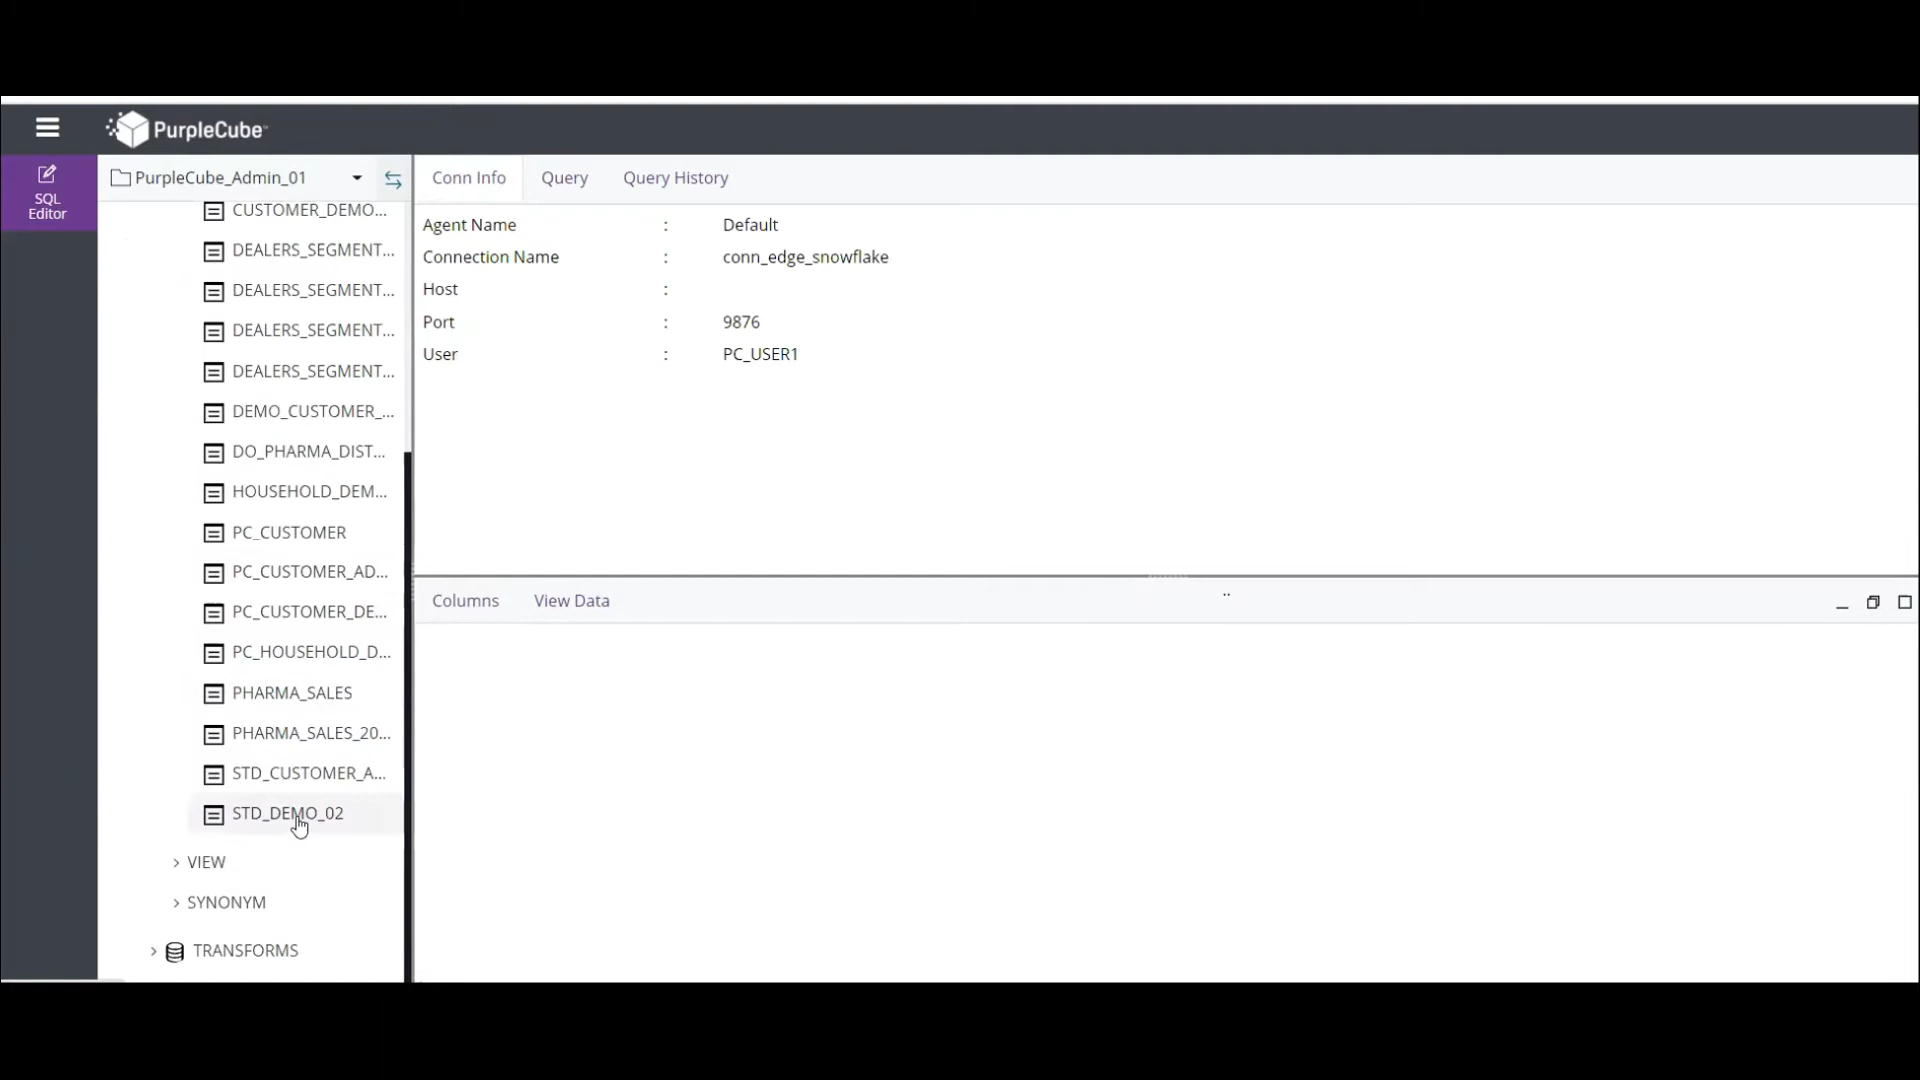 PurpleCube
SQL
Editor
PurpleCube_Admin_01
CUSTOMER_DEMO...
DEALERS_SEGMENT...
DEALERS_SEGMENT...
DEALERS_SEGMENT...
DEALERS_SEGMENT...
DEMO_CUSTOMER_...
DO_PHARMA_DIST...
HOUSEHOLD_DEM...
PC_CUSTOMER
PC_CUSTOMER_AD...
PC_CUSTOMER_DE...
PC_HOUSEHOLD_D...
PHARMA_SALES
PHARMA_SALES_20...
STD_CUSTOMER_A...
STD_DEMO_02
VIEW
SYNONYM
TRANSFORMS
Conn Info Query Query History
Agent Name : Default
Connection Name : conn_edge_snowflake
Host :
Port : 9876
User : PC_USER1
Columns View Data